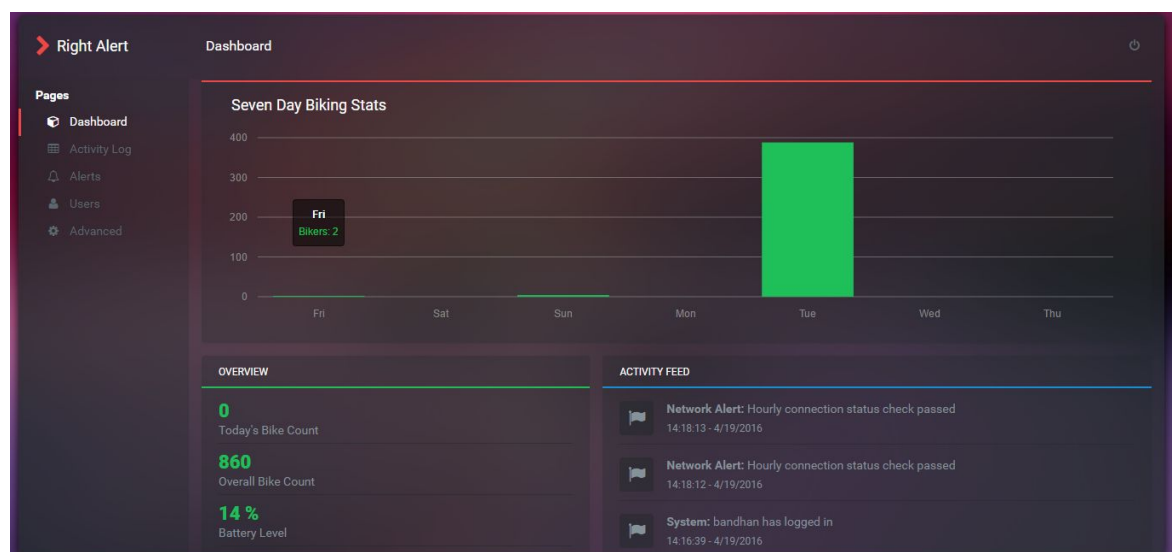 Right Alert
Dashboard
Pages
Dashboard
Activity Log
Alerts
Users
Advanced
Seven Day Biking Stats
400
300
200
100
0
Fri
Bikers: 2
Fri Sat Sun Mon Tue Wed Thu
OVERVIEW
0
Today's Bike Count
860
Overall Bike Count
14 %
Battery Level
ACTIVITY FEED
Network Alert: Hourly connection status check passed
14:18:13 - 4/19/2016
Network Alert: Hourly connection status check passed
14:18:12 - 4/19/2016
System: bandhan has logged in
14:16:39 - 4/19/2016